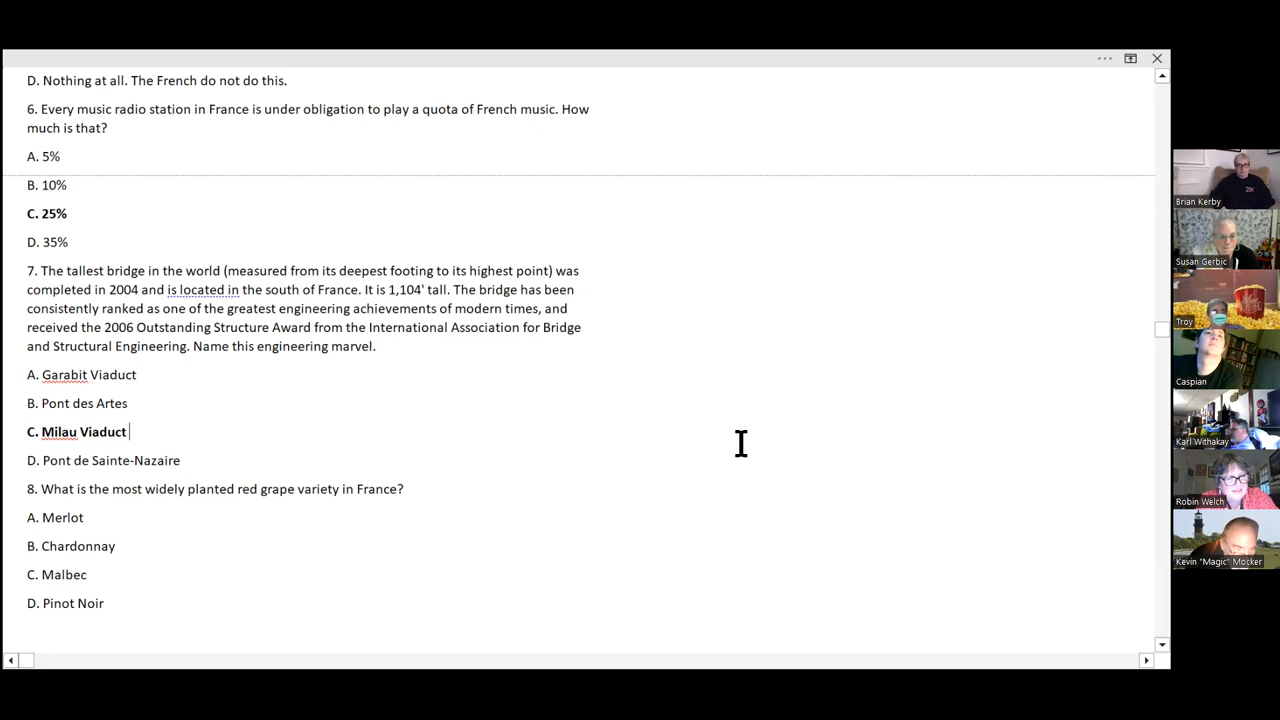 D. Nothing at all. The French do not do this.
6. Every music radio station in France is under obligation to play a quota of French music. How
much is that?
A. 5%
B. 10%
C. 25%
D. 35%
7. The tallest bridge in the world (measured from its deepest footing to its highest point) was
completed in 2004 and is located in the south of France. It is 1,104' tall. The bridge has been
consistently ranked as one of the greatest engineering achievements of modern times, and
received the 2006 Outstanding Structure Award from the International Association for Bridge
and Structural Engineering. Name this engineering marvel.
A. Garabit Viaduct
B. Pont des Artes
C. Milau Viaduct
D. Pont de Sainte-Nazaire
8. What is the most widely planted red grape variety in France?
A. Merlot
B. Chardonnay
C. Malbec
D. Pinot Noir
Brian Kerby
Susan Gerbic
Troy
Caspian
Karl Withakay
Robin Welch
Kevin "Magic" Mocker